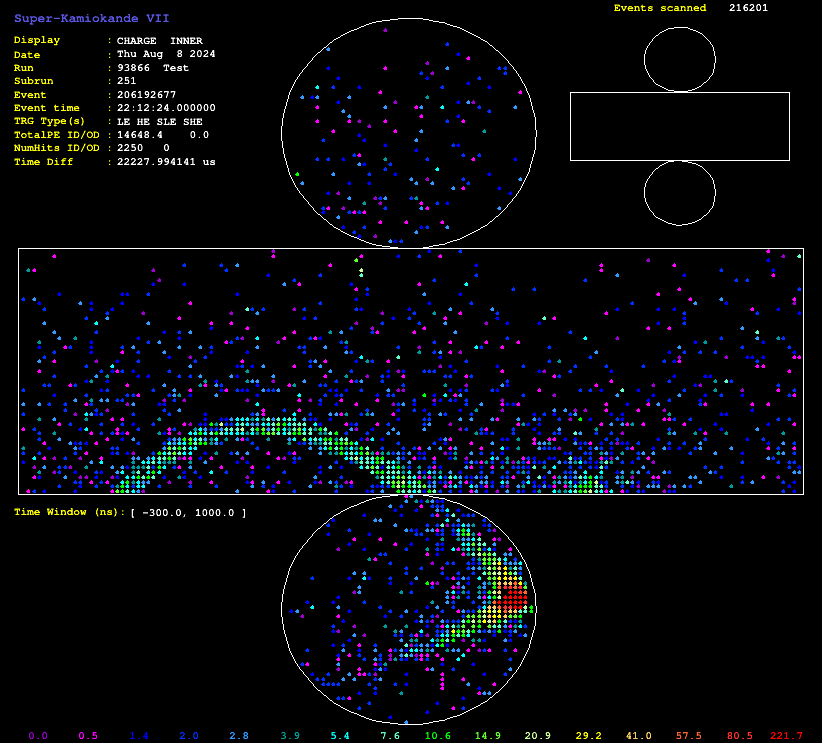 Super-Kamiokande VII
Events scanned 216201
Display : CHARGE INNER
Date : Thu Aug 8 2024
Run : 93866 Test
Subrun : 251
Event : 206192677
Event time : 22:12:24.000000
TRG Type(s) : LE HE SLE SHE
TotalPE ID/OD : 14648.4 0.0
NumHits ID/OD : 2250 0
Time Diff : 22227.994141 us
Time Window (ns): [ -300.0, 1000.0 ]
0.0 0.5 1.4 2.0 2.8 3.9 5.4 7.6 10.6 14.9 20.9 29.2 41.0 57.5 80.5 221.7